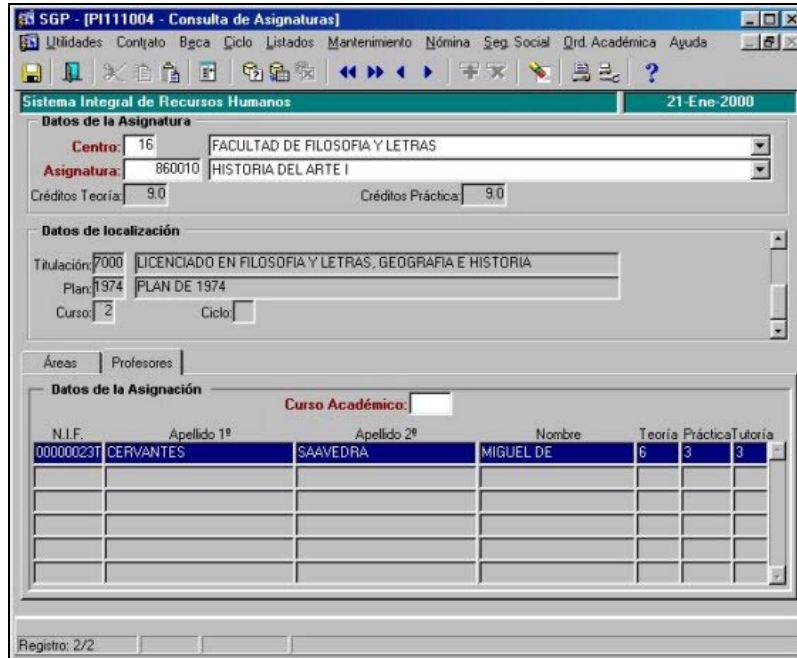 SGP - [PI111004 - Consulta de Asignaturas]
Utilidades Contrato Beca Ciclo Listados Mantenimiento Nómina Seg. Social Ord. Académica Ayuda
Sistema Integral de Recursos Humanos 21-Ene-2000
Datos de la Asignatura
Centro: 16 FACULTAD DE FILOSOFIA Y LETRAS
Asignatura: 860010 HISTORIA DEL ARTE I
Créditos Teoría: 9.0 Créditos Práctica: 9.0
Datos de localización
Titulación: 7000 LICENCIADO EN FILOSOFIA Y LETRAS, GEOGRAFIA E HISTORIA
Plan: 1974 PLAN DE 1974
Curso: 2 Ciclo:
Áreas Profesores
Datos de la Asignación
Curso Académico:
N.I.F. Apellido 1º Apellido 2º Nombre Teoría Práctica Tutoría
00000023T CERVANTES SAAVEDRA MIGUEL DE 6 3 3
Registro: 2/2